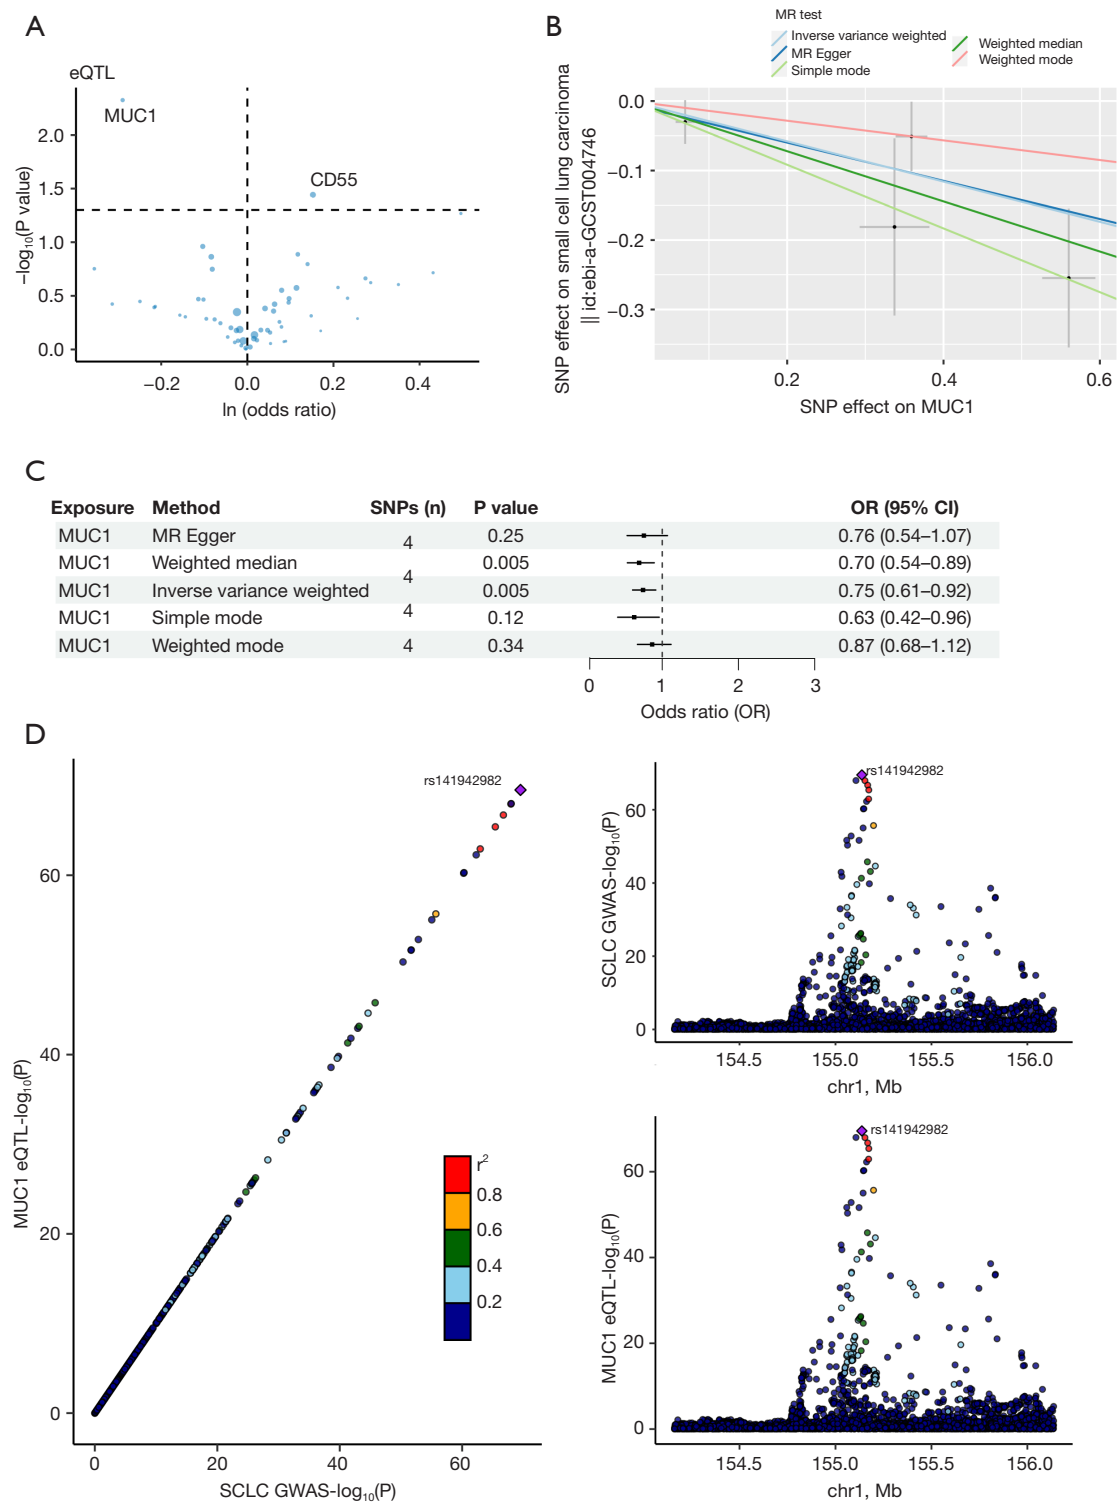 A
eQTL
MUC1
CD55
2.0
1.5
1.0
0.5
0.0
−log10(P value)
−0.2
0.0
0.2
0.4
ln (odds ratio)
B
MR test
Inverse variance weighted
MR Egger
Simple mode
Weighted median
Weighted mode
0.0
−0.1
−0.2
−0.3
SNP effect on small cell lung carcinoma
|| id:ebi-a-GCST004746
0.2
0.4
0.6
SNP effect on MUC1
C
Exposure Method SNPs (n) P value OR (95% CI)
MUC1 MR Egger 4 0.25 0.76 (0.54–1.07)
MUC1 Weighted median 4 0.005 0.70 (0.54–0.89)
MUC1 Inverse variance weighted 4 0.005 0.75 (0.61–0.92)
MUC1 Simple mode 0.12 0.63 (0.42–0.96)
MUC1 Weighted mode 4 0.34 0.87 (0.68–1.12)
0 1 2 3
Odds ratio (OR)
D
rs141942982
60
40
20
0
MUC1 eQTL-log10(P)
r2
0.8
0.6
0.4
0.2
0 20 40 60
SCLC GWAS-log10(P)
rs141942982
60
40
20
0
SCLC GWAS-log10(P)
154.5 155.0 155.5 156.0
chr1, Mb
rs141942982
60
40
20
0
MUC1 eQTL-log10(P)
154.5 155.0 155.5 156.0
chr1, Mb